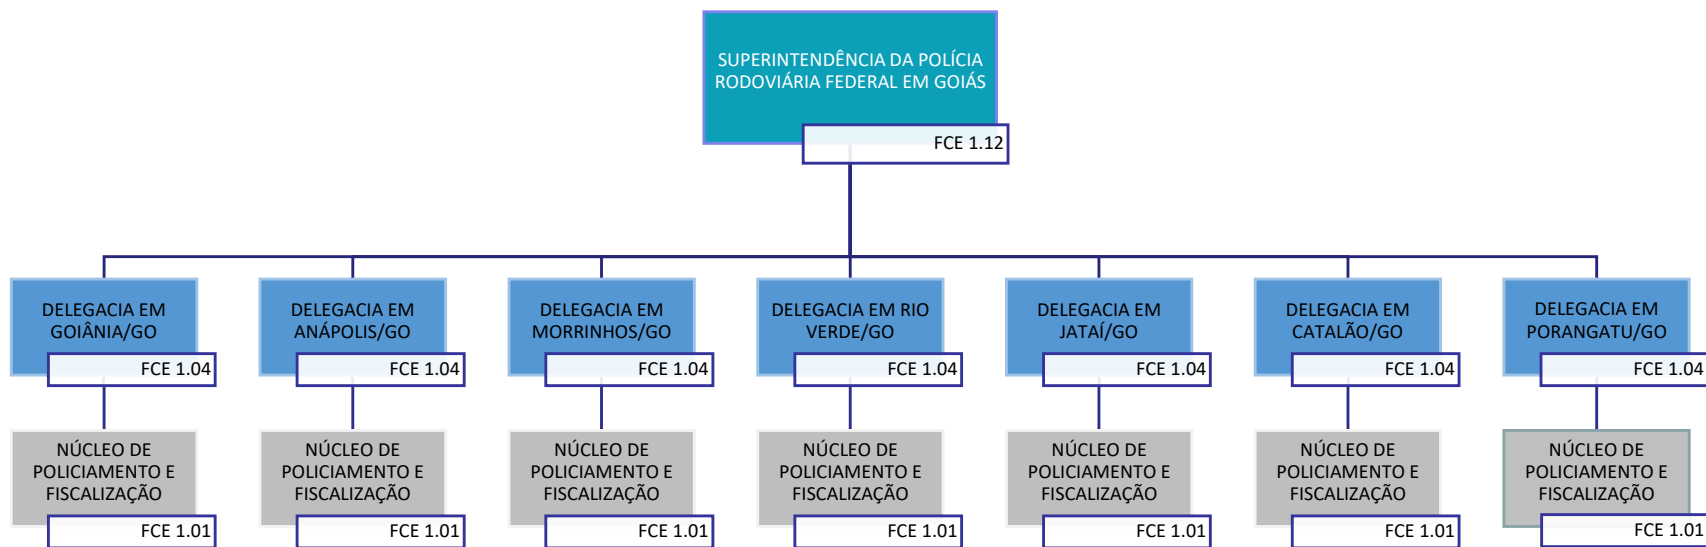 SUPERINTENDÊNCIA DA POLÍCIA
RODOVIÁRIA FEDERAL EM GOIÁS
FCE 1.12
DELEGACIA EM
GOIÂNIA/GO
FCE 1.04
DELEGACIA EM
ANÁPOLIS/GO
FCE 1.04
DELEGACIA EM
MORRINHOS/GO
FCE 1.04
DELEGACIA EM RIO
VERDE/GO
FCE 1.04
DELEGACIA EM
JATAÍ/GO
FCE 1.04
DELEGACIA EM
CATALÃO/GO
FCE 1.04
DELEGACIA EM
PORANGATU/GO
FCE 1.04
NÚCLEO DE
POLICIAMENTO E
FISCALIZAÇÃO
FCE 1.01
NÚCLEO DE
POLICIAMENTO E
FISCALIZAÇÃO
FCE 1.01
NÚCLEO DE
POLICIAMENTO E
FISCALIZAÇÃO
FCE 1.01
NÚCLEO DE
POLICIAMENTO E
FISCALIZAÇÃO
FCE 1.01
NÚCLEO DE
POLICIAMENTO E
FISCALIZAÇÃO
FCE 1.01
NÚCLEO DE
POLICIAMENTO E
FISCALIZAÇÃO
FCE 1.01
NÚCLEO DE
POLICIAMENTO E
FISCALIZAÇÃO
FCE 1.01